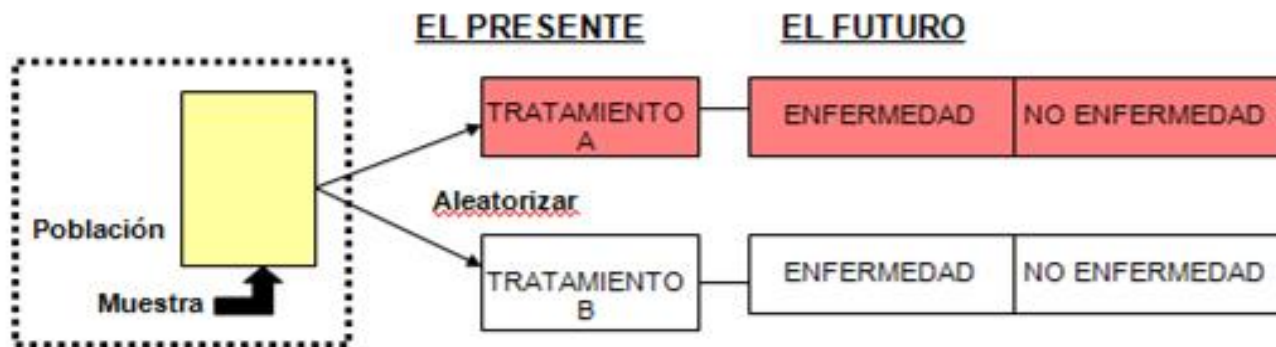 EL PRESENTE
EL FUTURO
TRATAMIENTO
A
ENFERMEDAD
NO ENFERMEDAD
Aleatorizar
Población
TRATAMIENTO
B
ENFERMEDAD
NO ENFERMEDAD
Muestra